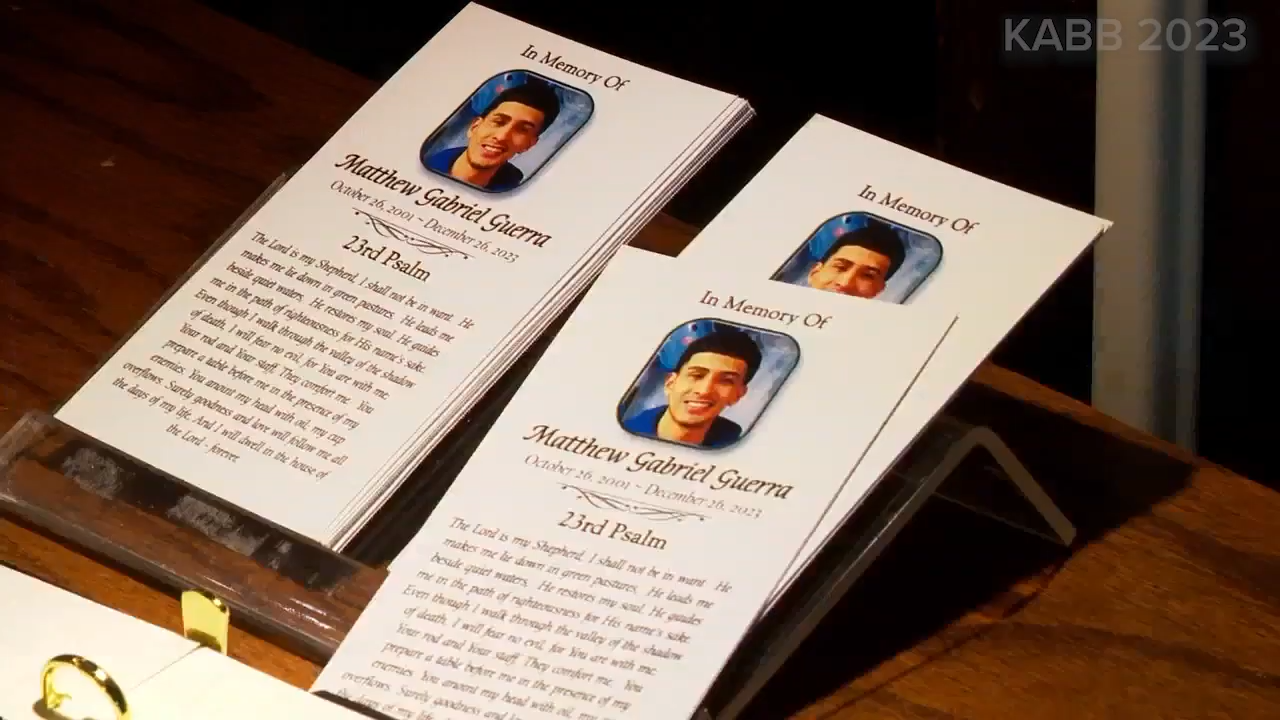 KABB 2023
In Memory Of
Matthew Gabriel Guerra
October 26, 2001 ~ December 26, 2023
23rd Psalm
The Lord is my Shepherd, I shall not be in want. He
makes me lie down in green pastures. He leads me
beside quiet waters. He restores my soul. He guides
me in the path of righteousness for His name's sake.
Even though I walk through the valley of the shadow
of death, I will fear no evil, for You are with me.
Your rod and Your staff, They comfort me. You
prepare a table before me in the presence of my
enemies. You anoint my head with oil, my cup
overflows. Surely goodness and love will follow me all
the days of my life. And I will dwell in the house of
the Lord - forever.
In Memory Of
In Memory Of
Matthew Gabriel Guerra
October 26, 2001 ~ December 26, 2023
23rd Psalm
The Lord is my Shepherd, I shall not be in want. He
makes me lie down in green pastures. He leads me
beside quiet waters. He restores my soul. He guides
me in the path of righteousness for His name's sake.
Even though I walk through the valley of the shadow
of death, I will fear no evil, for You are with me.
Your rod and Your staff, They comfort me. You
prepare a table before me in the presence of my
enemies. You anoint my head with oil, my
overflows. Surely goodness and
the days of my life.